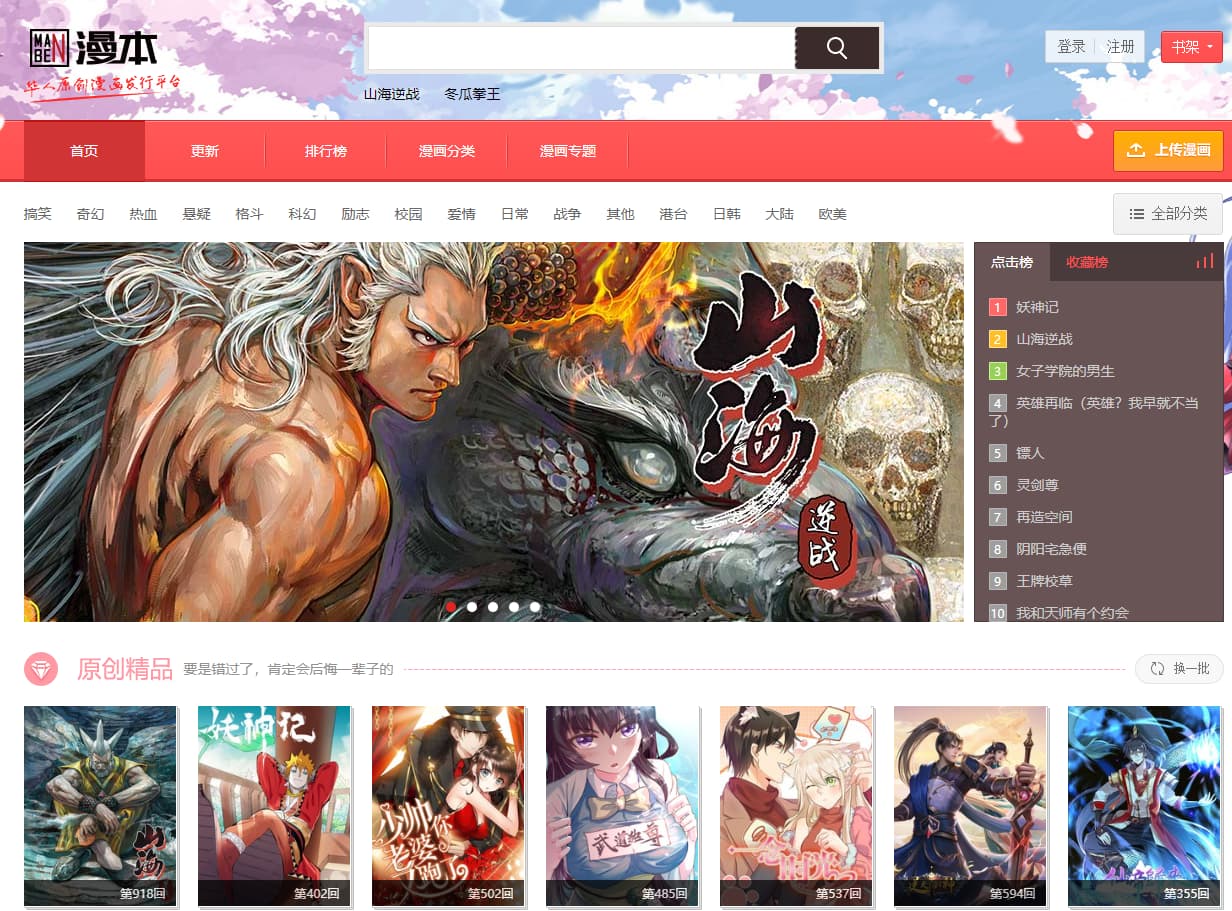 MANBEN 漫本
华人原创漫画发行平台
登录 注册 书架
山海逆战 冬瓜拳王
首页 更新 排行榜 漫画分类 漫画专题 上传漫画
搞笑 奇幻 热血 悬疑 格斗 科幻 励志 校园 爱情 日常 战争 其他 港台 日韩 大陆 欧美 全部分类
山海
逆战
点击榜 收藏榜
1 妖神记
2 山海逆战
3 女子学院的男生
4 英雄再临（英雄？我早就不当
了）
5 镖人
6 灵剑尊
7 再造空间
8 阴阳宅急便
9 王牌校草
10 我和天师有个约会
原创精品 要是错过了，肯定会后悔一辈子的 换一批
山海
第918回
妖神记
第402回
少帅你
老婆
跑了
第502回
武道独尊
第485回
第537回
第594回
第355回